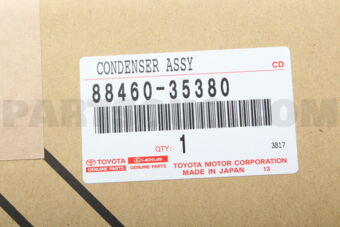 CONDENSER ASSY
CD
88460-35380
QTY: 1
3B17
TOYOTA LEXUS
GENUINE PARTS GENUINE PARTS
TOYOTA MOTOR CORPORATION
MADE IN JAPAN 13